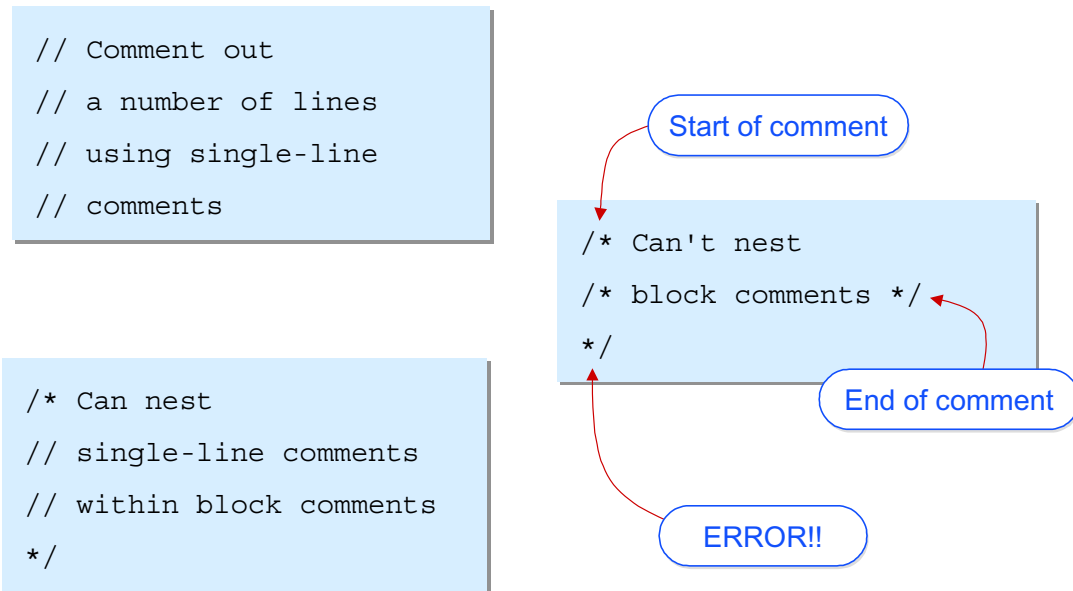 // Comment out
// a number of lines
// using single-line
// comments
/* Can nest
// single-line comments
// within block comments
*/
Start of comment
/* Can't nest
/* block comments */
*/
End of comment
ERROR!!